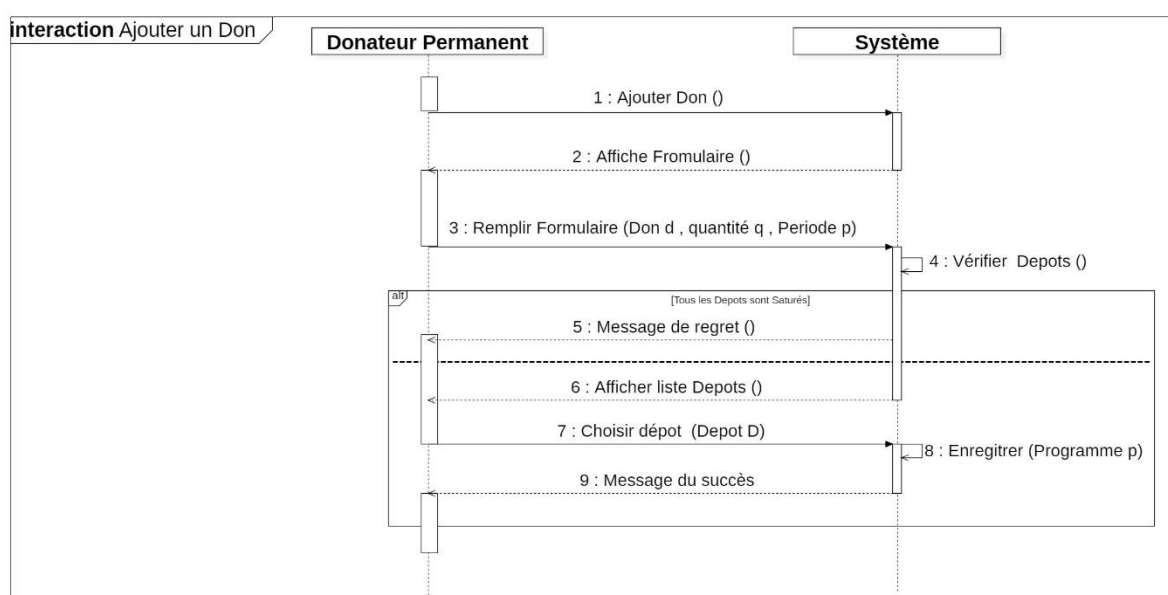 interaction Ajouter un Don
Donateur Permanent
Système
1 : Ajouter Don ()
2 : Affiche Fromulaire ()
3 : Remplir Formulaire (Don d , quantité q , Periode p)
4 : Vérifier Depots ()
alt
[Tous les Depots sont Saturés]
5 : Message de regret ()
6 : Afficher liste Depots ()
7 : Choisir dépot (Depot D)
8 : Enregitrer (Programme p)
9 : Message du succès